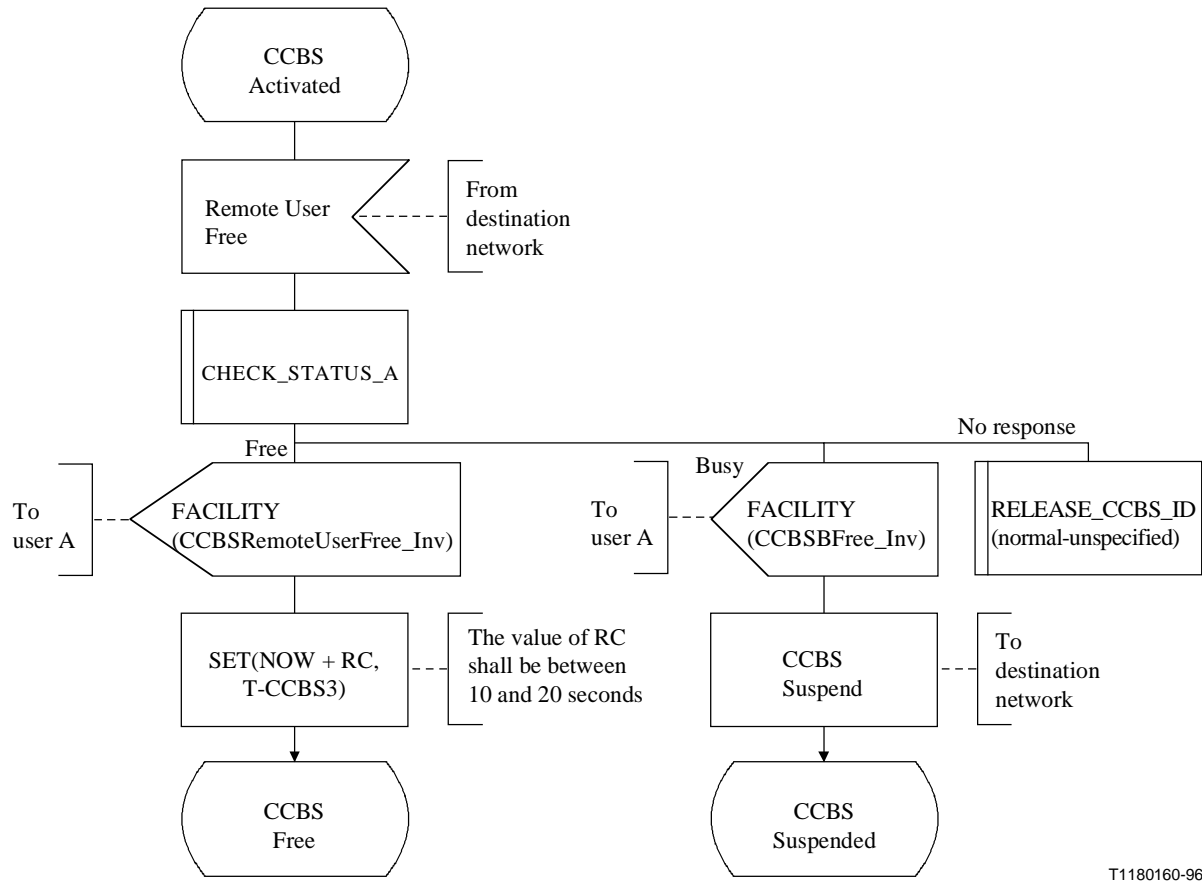 CCBS
Activated
Remote User
Free
From
destination
network
CHECK_STATUS_A
Free
No response
Busy
To
user A
FACILITY
(CCBSRemoteUserFree_Inv)
To
user A
FACILITY
(CCBSBFree_Inv)
RELEASE_CCBS_ID
(normal-unspecified)
SET(NOW + RC,
T-CCBS3)
The value of RC
shall be between
10 and 20 seconds
CCBS
Suspend
To
destination
network
CCBS
Free
CCBS
Suspended
T1180160-96